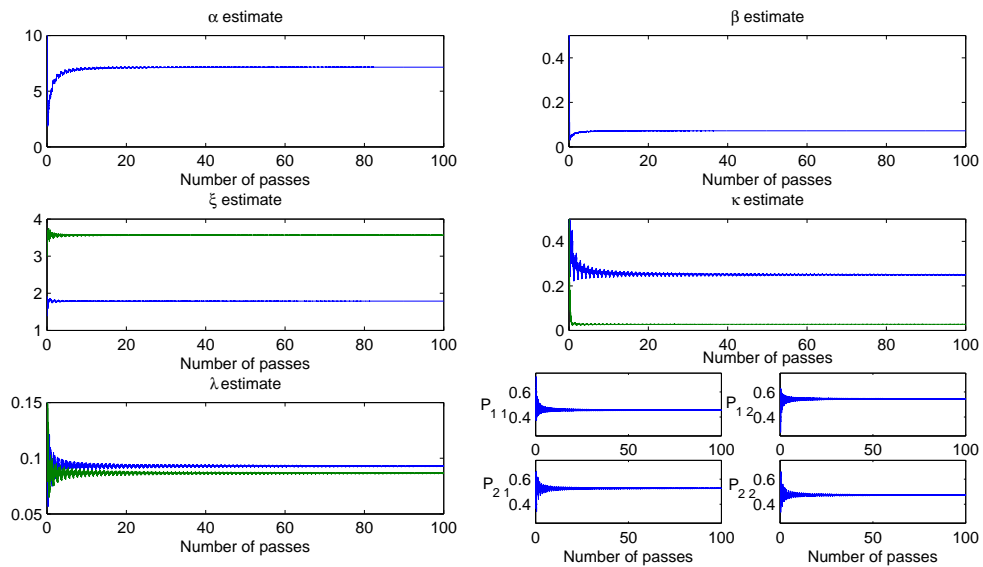 α estimate
10
5
0
0 20 40 60 80 100
Number of passes
β estimate
0.4
0.2
0
0 20 40 60 80 100
Number of passes
ξ estimate
4
3
2
1
0 20 40 60 80 100
Number of passes
κ estimate
0.4
0.2
0
0 20 40 60 80 100
Number of passes
λ estimate
0.15
0.1
0.05
0 20 40 60 80 100
Number of passes
P1 1
0.6
0.4
0 50 100
P1 2
0.6
0.4
0 50 100
P2 1
0.6
0.4
0 50 100
Number of passes
P2 2
0.6
0.4
0 50 100
Number of passes